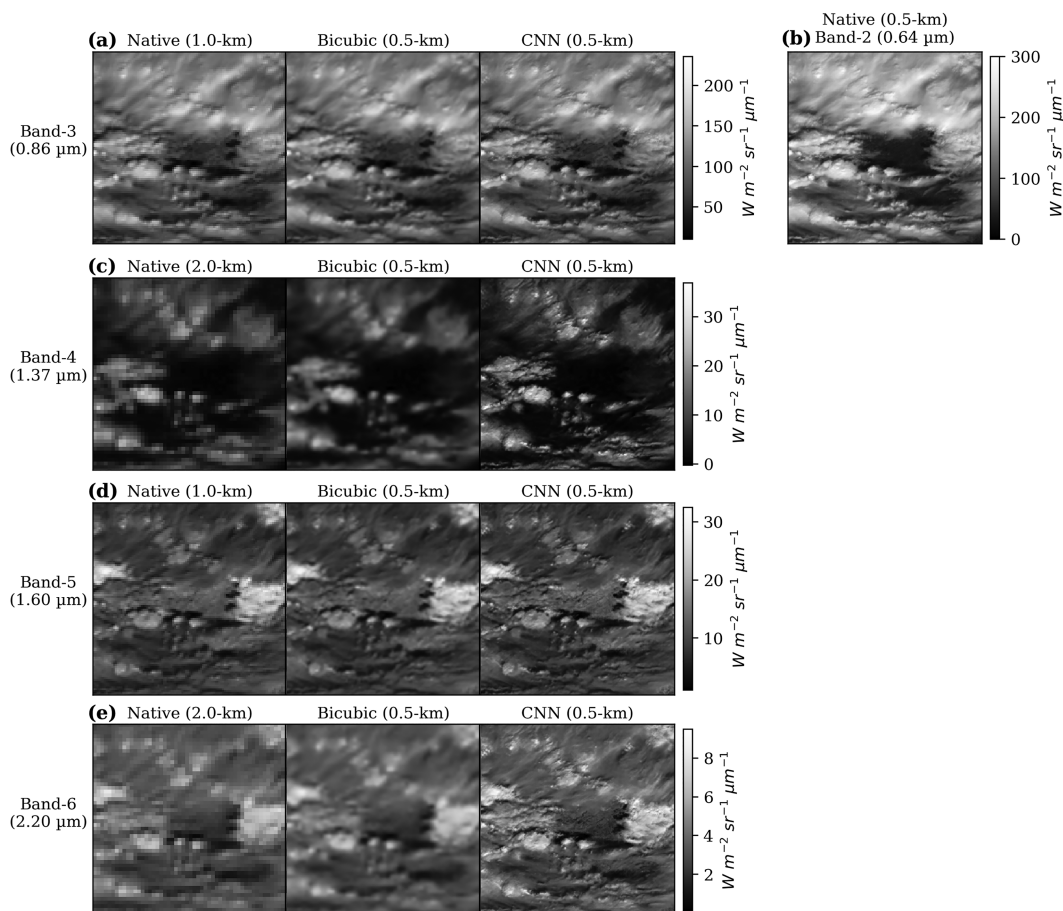 (a) Native (1.0-km) Bicubic (0.5-km) CNN (0.5-km)
Band-3
(0.86 µm)
200
150
100
50
W m⁻² sr⁻¹ µm⁻¹
Native (0.5-km)
(b) Band-2 (0.64 µm)
300
200
100
0
W m⁻² sr⁻¹ µm⁻¹
(c) Native (2.0-km) Bicubic (0.5-km) CNN (0.5-km)
Band-4
(1.37 µm)
30
20
10
0
W m⁻² sr⁻¹ µm⁻¹
(d) Native (1.0-km) Bicubic (0.5-km) CNN (0.5-km)
Band-5
(1.60 µm)
30
20
10
W m⁻² sr⁻¹ µm⁻¹
(e) Native (2.0-km) Bicubic (0.5-km) CNN (0.5-km)
Band-6
(2.20 µm)
8
6
4
2
W m⁻² sr⁻¹ µm⁻¹